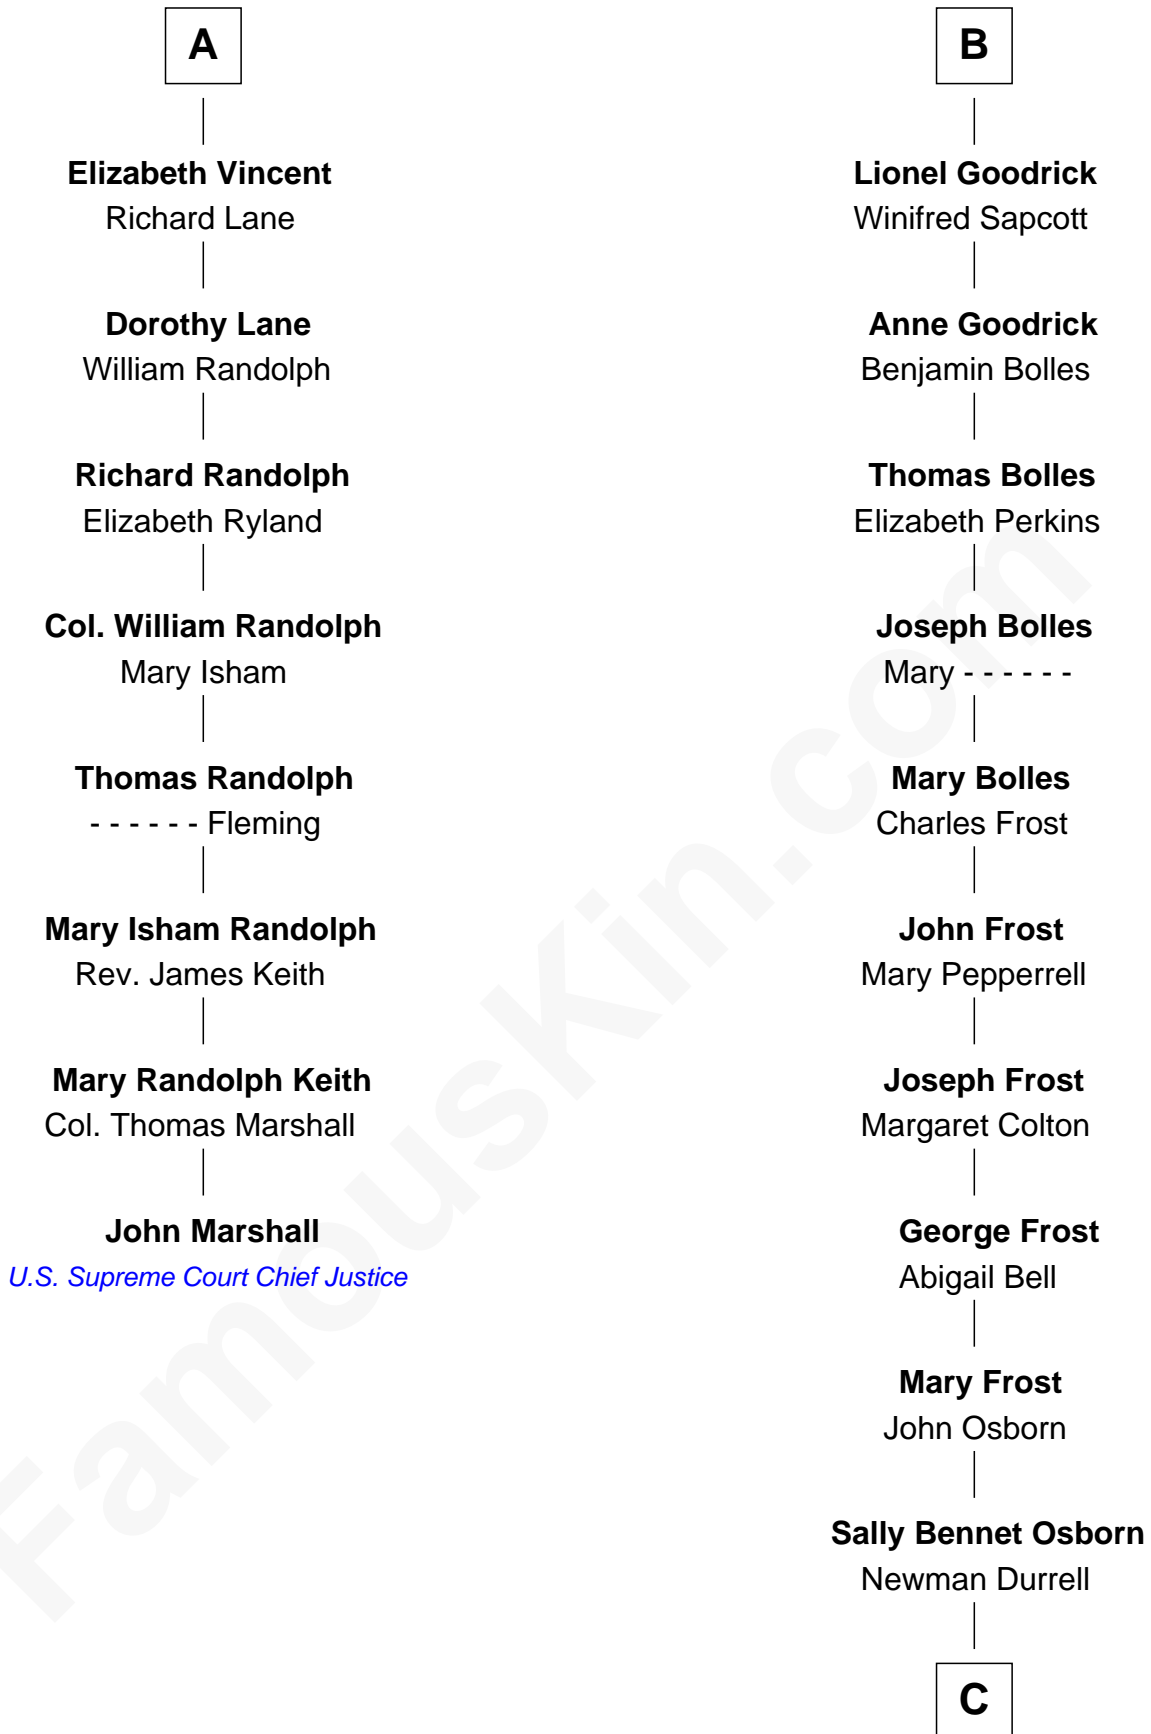 A
Elizabeth Vincent
Richard Lane
Dorothy Lane
William Randolph
Richard Randolph
Elizabeth Ryland
Col. William Randolph
Mary Isham
Thomas Randolph
- - - - - - Fleming
Mary Isham Randolph
Rev. James Keith
Mary Randolph Keith
Col. Thomas Marshall
John Marshall
U.S. Supreme Court Chief Justice
B
Lionel Goodrick
Winifred Sapcott
Anne Goodrick
Benjamin Bolles
Thomas Bolles
Elizabeth Perkins
Joseph Bolles
Mary - - - - - -
Mary Bolles
Charles Frost
John Frost
Mary Pepperrell
Joseph Frost
Margaret Colton
George Frost
Abigail Bell
Mary Frost
John Osborn
Sally Bennet Osborn
Newman Durrell
C
FamousKin.com